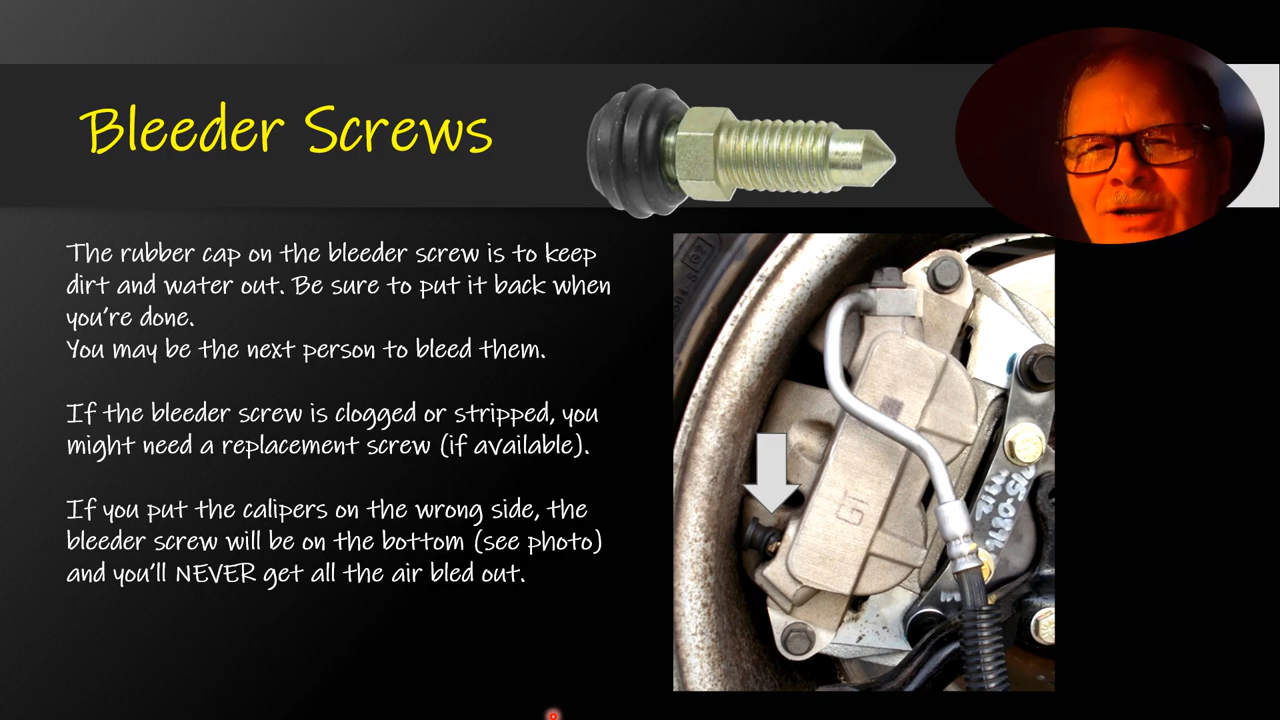 Bleeder Screws
The rubber cap on the bleeder screw is to keep
dirt and water out. Be sure to put it back when
you're done.
You may be the next person to bleed them.
If the bleeder screw is clogged or stripped, you
might need a replacement screw (if available).
If you put the calipers on the wrong side, the
bleeder screw will be on the bottom (see photo)
and you'll NEVER get all the air bled out.
GT